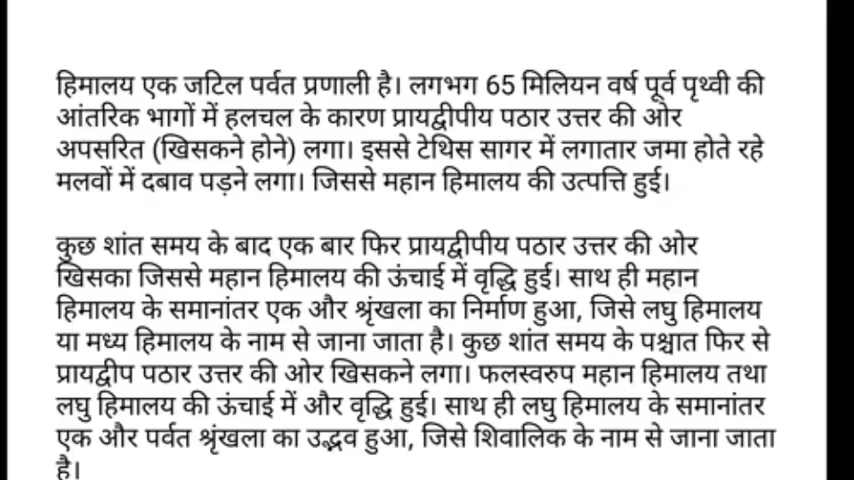 हिमालय एक जटिल पर्वत प्रणाली है। लगभग 65 मिलियन वर्ष पूर्व पृथ्वी की
आंतरिक भागों में हलचल के कारण प्रायद्वीपीय पठार उत्तर की ओर
अपसरित (खिसकने होने) लगा। इससे टेथिस सागर में लगातार जमा होते रहे
मलवों में दबाव पड़ने लगा। जिससे महान हिमालय की उत्पत्ति हुई।
कुछ शांत समय के बाद एक बार फिर प्रायद्वीपीय पठार उत्तर की ओर
खिसका जिससे महान हिमालय की ऊंचाई में वृद्धि हुई। साथ ही महान
हिमालय के समानांतर एक और श्रृंखला का निर्माण हुआ, जिसे लघु हिमालय
या मध्य हिमालय के नाम से जाना जाता है। कुछ शांत समय के पश्चात फिर से
प्रायद्वीप पठार उत्तर की ओर खिसकने लगा। फलस्वरुप महान हिमालय तथा
लघु हिमालय की ऊंचाई में और वृद्धि हुई। साथ ही लघु हिमालय के समानांतर
एक और पर्वत श्रृंखला का उद्भव हुआ, जिसे शिवालिक के नाम से जाना जाता
है।